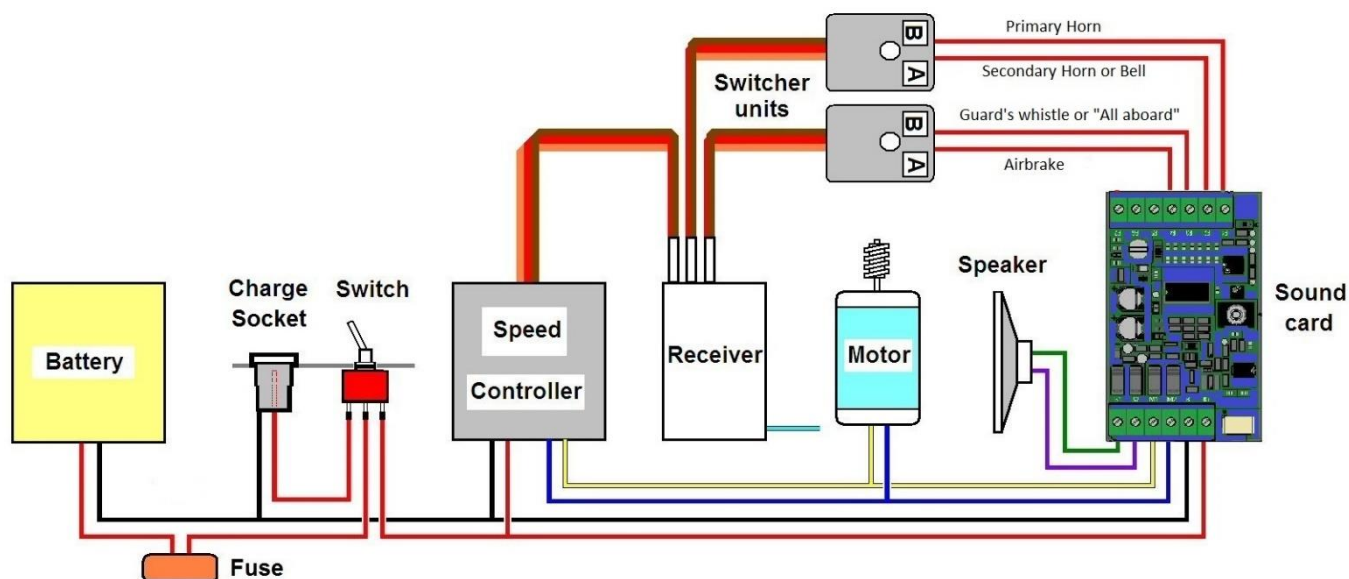 Primary Horn
B
A
Secondary Horn or Bell
Switcher
units
Guard's whistle or "All aboard"
B
A
Airbrake
Charge
Socket
Switch
Speaker
Battery
Speed
Controller
Receiver
Motor
Sound
card
Fuse